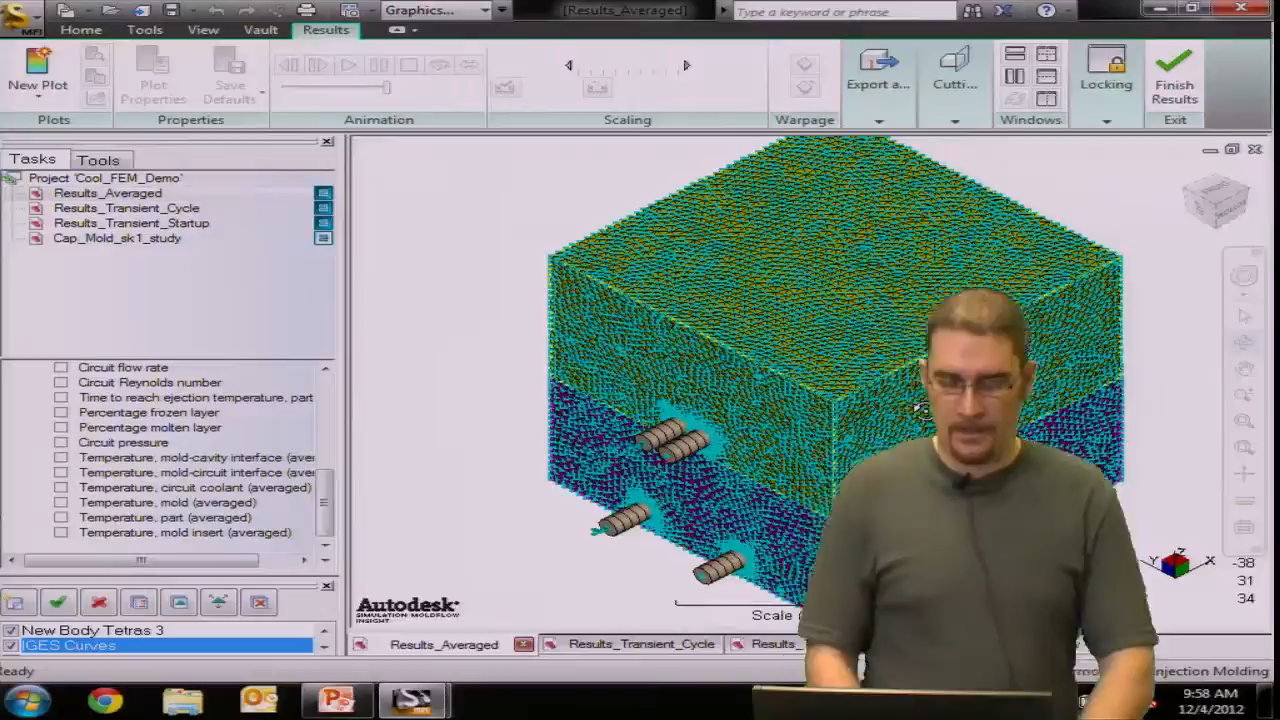 Graphics...
[Results_Averaged]
Type a keyword or phrase
MFI
Home
Tools
View
Vault
Results
New Plot
Plot
Properties
Save
Defaults
Export a...
Cutti...
Locking
Finish
Results
Plots
Properties
Animation
Scaling
Warpage
Windows
Exit
Tasks
Tools
Project 'Cool_FEM_Demo'
Results_Averaged
Results_Transient_Cycle
Results_Transient_Startup
Cap_Mold_sk1_study
Circuit flow rate
Circuit Reynolds number
Time to reach ejection temperature, part
Percentage frozen layer
Percentage molten layer
Circuit pressure
Temperature, mold-cavity interface (aver
Temperature, mold-circuit interface (aver
Temperature, circuit coolant (averaged)
Temperature, mold (averaged)
Temperature, part (averaged)
Temperature, mold insert (averaged)
New Body Tetras 3
IGES Curves
Autodesk
SIMULATION MOLDFLOW
INSIGHT
Scale
Y Z X
-38
31
34
Results_Averaged
Results_Transient_Cycle
Results_
Ready
njection Molding
9:58 AM
12/4/2012